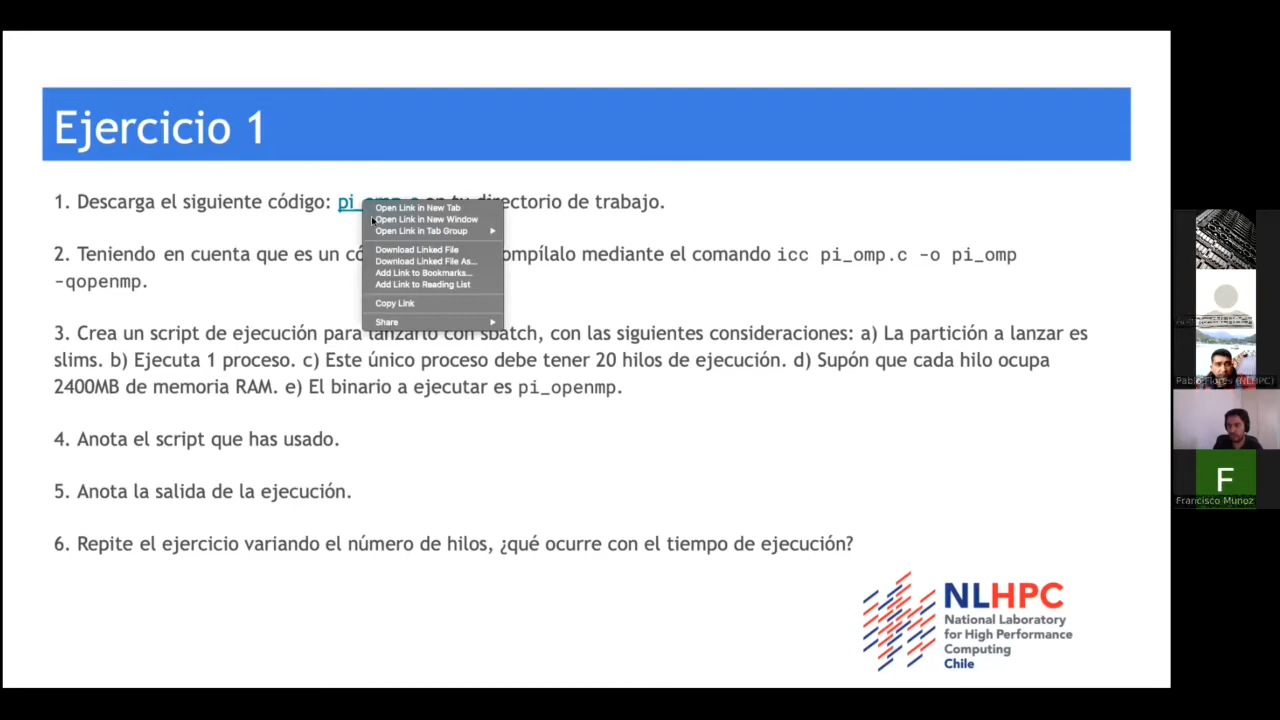 Ejercicio 1
1. Descarga el siguiente código: pi_omp.c en tu directorio de trabajo.
Open Link in New Tab
Open Link in New Window
Open Link in Tab Group
Download Linked File
Download Linked File As...
Add Link to Bookmarks...
Add Link to Reading List
Copy Link
Share
2. Teniendo en cuenta que es un có ompílalo mediante el comando icc pi_omp.c -o pi_omp
-qopenmp.
3. Crea un script de ejecución para lanzarlo con sbatch, con las siguientes consideraciones: a) La partición a lanzar es
slims. b) Ejecuta 1 proceso. c) Este único proceso debe tener 20 hilos de ejecución. d) Supón que cada hilo ocupa
2400MB de memoria RAM. e) El binario a ejecutar es pi_openmp.
4. Anota el script que has usado.
5. Anota la salida de la ejecución.
6. Repite el ejercicio variando el número de hilos, ¿qué ocurre con el tiempo de ejecución?
NLHPC
National Laboratory
for High Performance
Computing
Chile
Pablo Flores (NLHPC)
F
Francisco Munoz